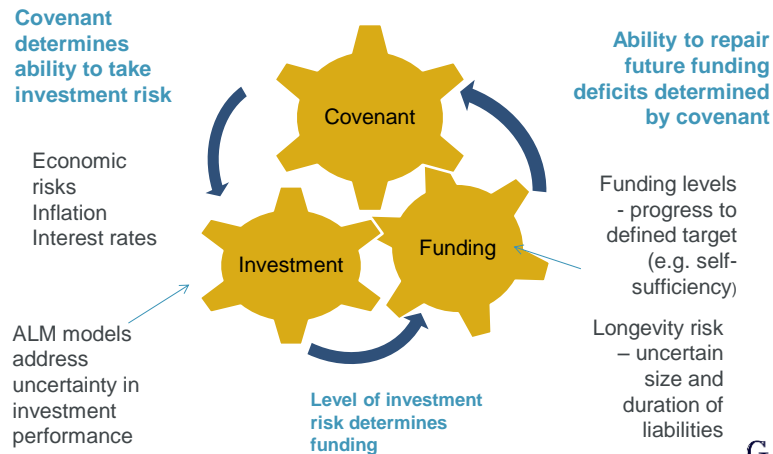 Covenant
determines
ability to take
investment risk
Ability to repair
future funding
deficits determined
by covenant
Covenant
Economic
risks
Inflation
Interest rates
Investment
Funding
Funding levels
- progress to
defined target
(e.g. self-
sufficiency)
ALM models
address
uncertainty in
investment
performance
Level of investment
risk determines
funding
Longevity risk
– uncertain
size and
duration of
liabilities
G